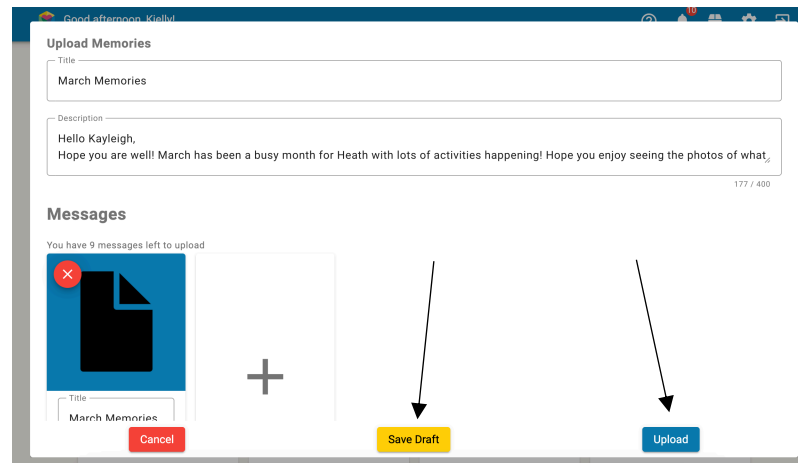 Good afternoon, Kielly!
10
Upload Memories
Title
March Memories
Description
Hello Kayleigh,
Hope you are well! March has been a busy month for Heath with lots of activities happening! Hope you enjoy seeing the photos of what
177 / 400
Messages
You have 9 messages left to upload
Title
March Memories
Cancel
Save Draft
Upload